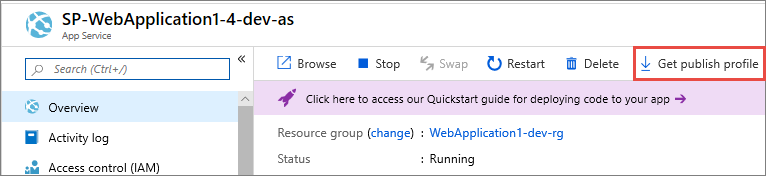 SP-WebApplication1-4-dev-as
App Service
Search (Ctrl+/)
«
Browse Stop Swap Restart Delete Get publish profile
Click here to access our Quickstart guide for deploying code to your app →
Overview
Activity log
Access control (IAM)
Resource group (change) : WebApplication1-dev-rg
Status : Running